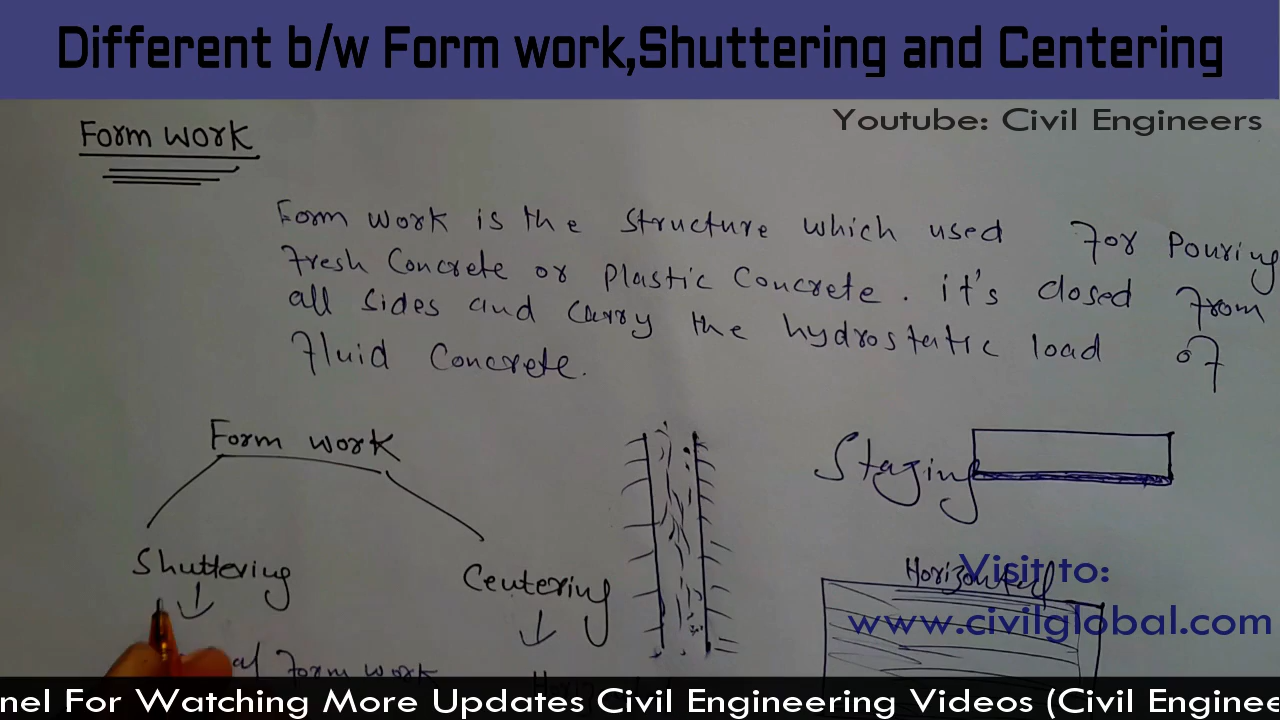 Different b/w Form work,Shuttering and Centering
Youtube: Civil Engineers
Form work
Form work is the structure which used for Pouring
fresh Concrete or plastic Concrete. it's closed from
all sides and carry the hydrostatic load of
fluid Concrete.
Form work
Staging
Shuttering
Centering
Horizontal
Visit to:
www.civilglobal.com
form work
nel For Watching More Updates Civil Engineering Videos (Civil Enginee